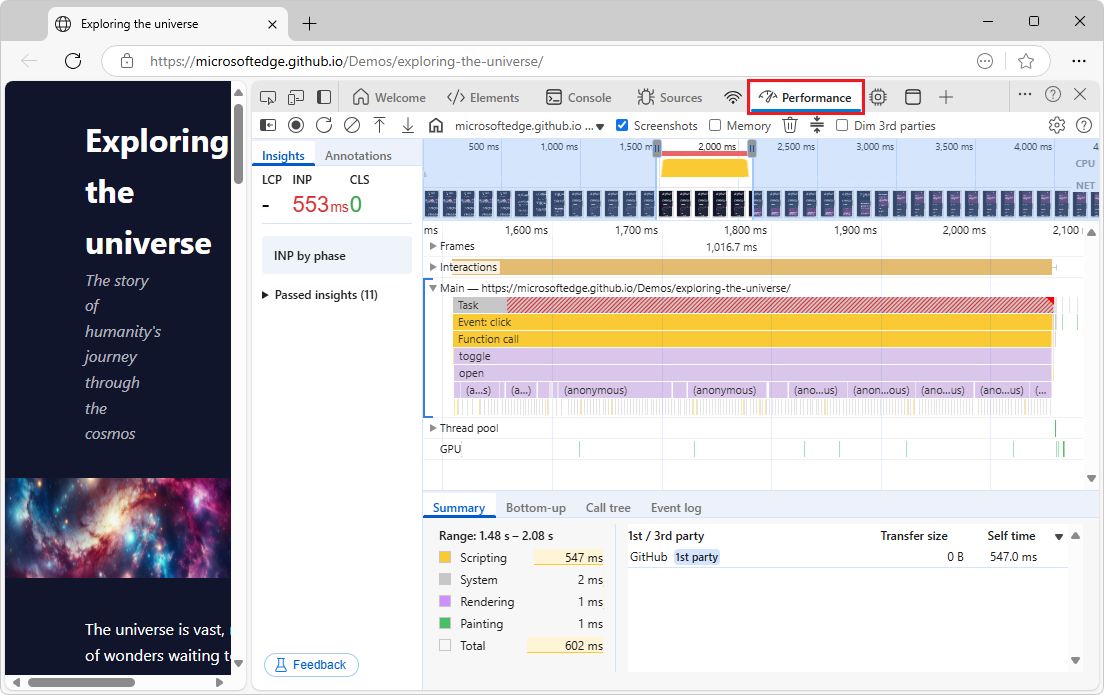 Exploring the universe
https://microsoftedge.github.io/Demos/exploring-the-universe/
Exploring
the
universe
The story
of
humanity's
journey
through
the
cosmos
The universe is vast,
of wonders waiting
Welcome
Elements
Console
Sources
Performance
microsoftedge.github.io ...
Screenshots
Memory
Dim 3rd parties
Insights
Annotations
LCP INP CLS
- 553ms 0
INP by phase
Passed insights (11)
Feedback
500 ms 1,000 ms 1,500 m 2,000 ms 2,500 ms 3,000 ms 3,500 ms 4,000 ms 4
CPU
NET
ms 1,600 ms 1,700 ms 1,800 ms 1,900 ms 2,000 ms 2,100
Frames 1,016.7 ms
Interactions
Main — https://microsoftedge.github.io/Demos/exploring-the-universe/
Task
Event: click
Function call
toggle
open
(a...s) (a...) (anonymous) (anonymous) (ano...us) (anon...ous) (ano...us) (ano...us) (...
Thread pool
GPU
Summary Bottom-up Call tree Event log
Range: 1.48 s – 2.08 s
Scripting 547 ms
System 2 ms
Rendering 1 ms
Painting 1 ms
Total 602 ms
1st / 3rd party Transfer size Self time
GitHub 1st party 0 B 547.0 ms